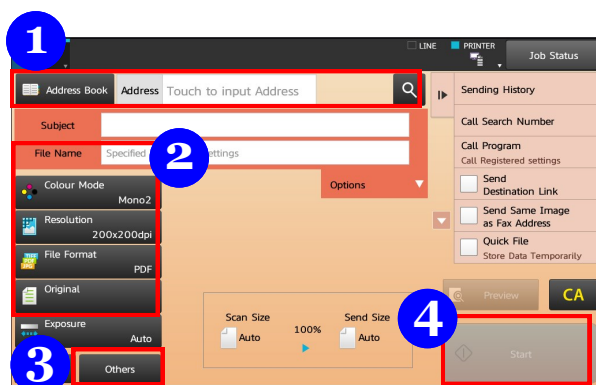 1
LINE
PRINTER
Job Status
Address Book
Address
Touch to input Address
Sending History
Subject
Call Search Number
File Name
Specified
ettings
2
Call Program
Call Registered settings
Colour Mode
Mono2
Options
Send
Destination Link
Resolution
200x200dpi
Send Same Image
as Fax Address
File Format
PDF
TIFF
PDF
JPG
Quick File
Store Data Temporarily
Original
Preview
CA
Exposure
Auto
Scan Size
Auto
100%
Send Size
Auto
4
Start
3
Others